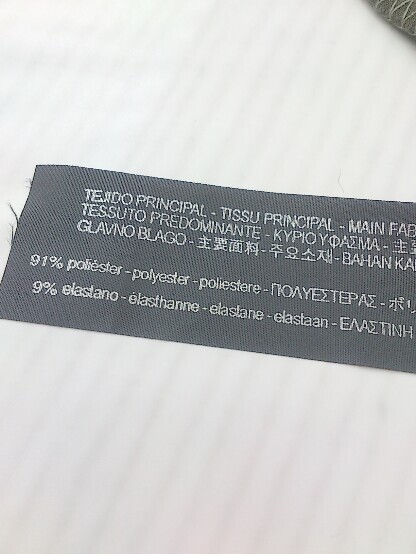 TEJIDO PRINCIPAL - TISSU PRINCIPAL - MAIN FAB
TESSUTO PREDOMINANTE - ΚΥΡΙΟ ΥΦΑΣΜΑ - 主
GLAVNO BLAGO - 主要面料 - 주요소재 - BAHAN KA
91% poliéster - polyester - poliestere - ΠΟΛΥΕΣΤΕΡΑΣ - ポリ
9% elastano - élasthanne - elastane - elastaan - ΕΛΑΣΤΙΝΗ